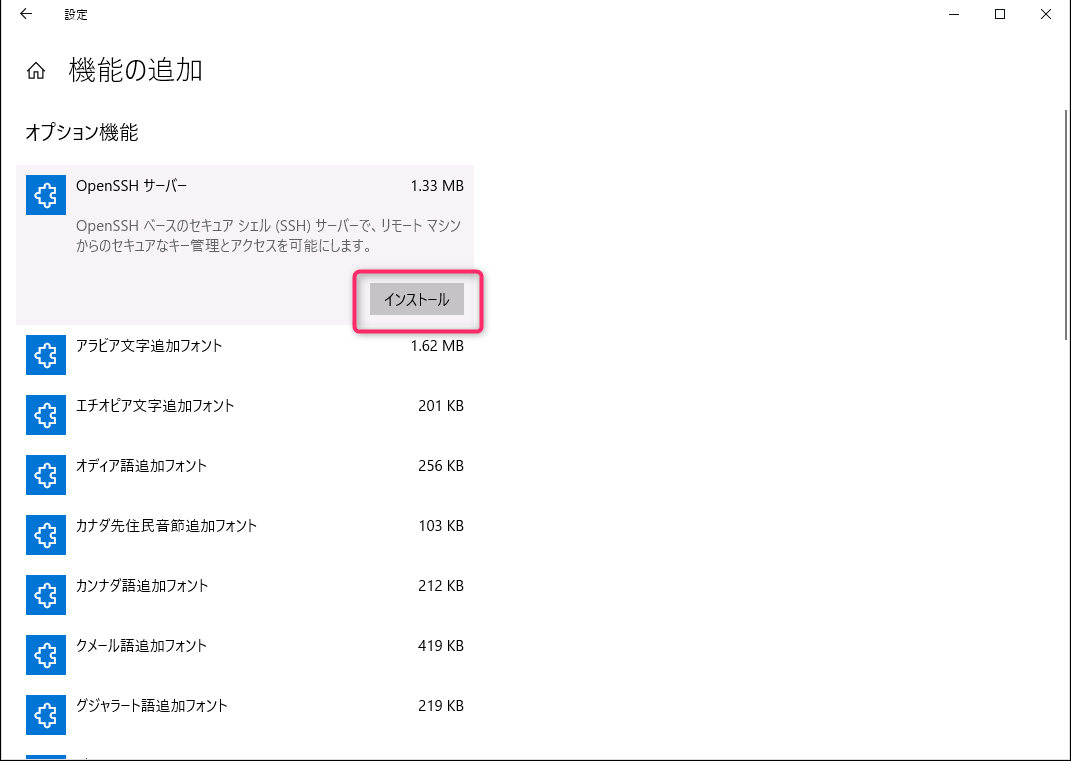 設定
機能の追加
オプション機能
OpenSSH サーバー 1.33 MB
OpenSSH ベースのセキュア シェル (SSH) サーバーで、リモート マシン
からのセキュアなキー管理とアクセスを可能にします。
インストール
アラビア文字追加フォント 1.62 MB
エチオピア文字追加フォント 201 KB
オディア語追加フォント 256 KB
カナダ先住民音節追加フォント 103 KB
カンナダ語追加フォント 212 KB
クメール語追加フォント 419 KB
グジャラート語追加フォント 219 KB